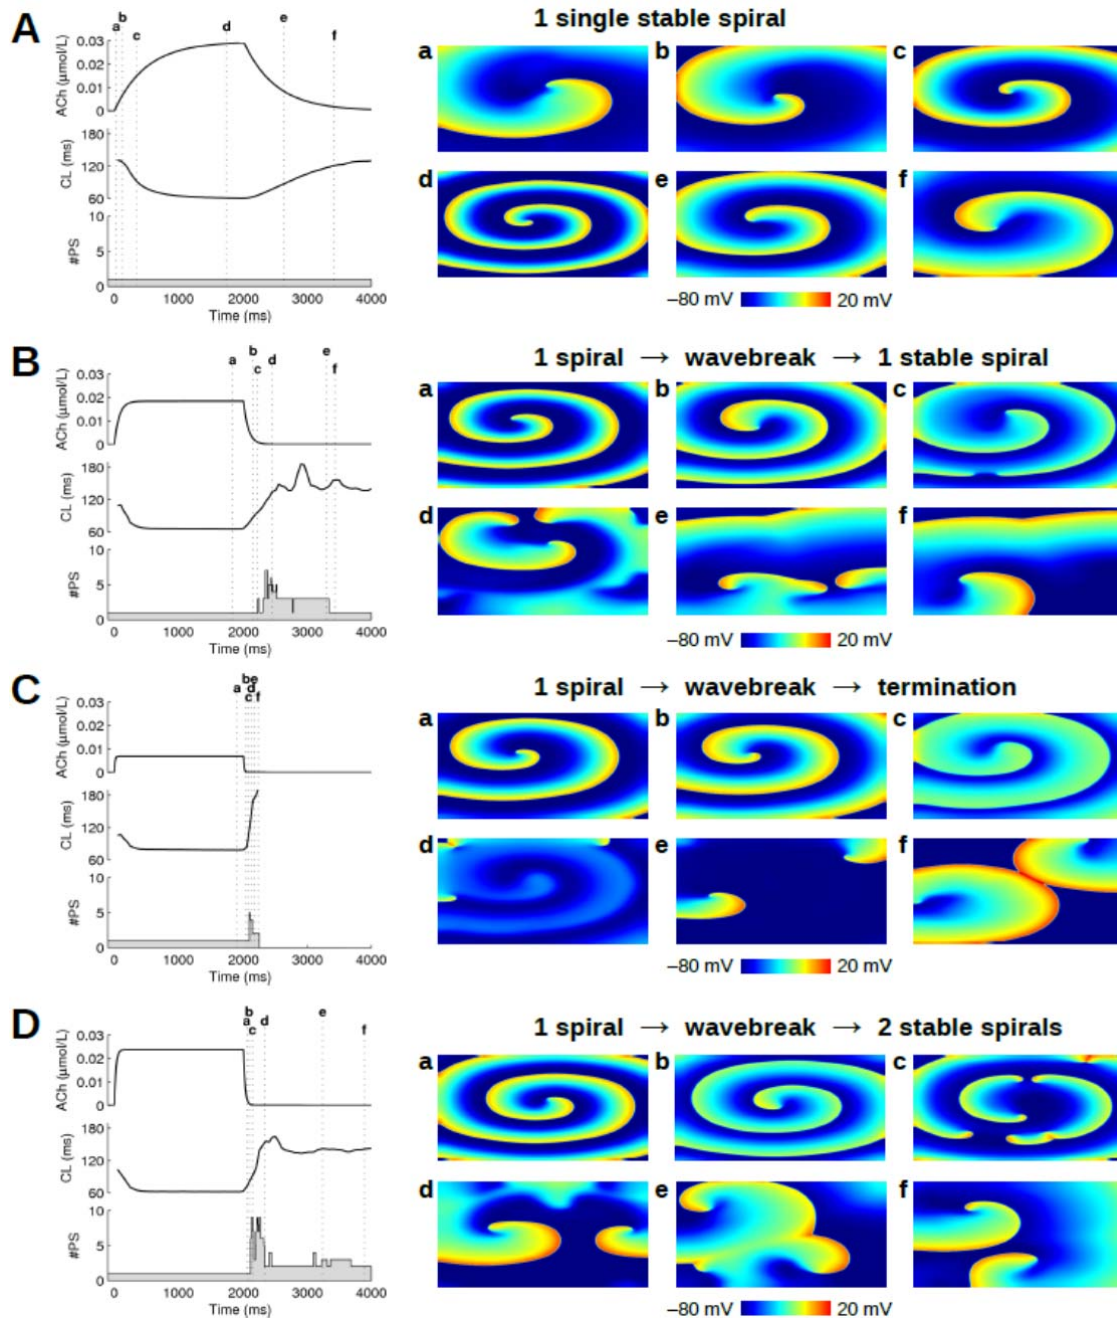 A
a b c d e f
ACh (µmol/L)
0.03
0.02
0.01
0
CL (ms)
180
120
60
#PS
10
5
0
0 1000 2000 3000 4000
Time (ms)
1 single stable spiral
a b c
d e f
−80 mV 20 mV
B
a b c d e f
ACh (µmol/L)
0.03
0.02
0.01
0
CL (ms)
180
120
60
#PS
10
5
0
0 1000 2000 3000 4000
Time (ms)
1 spiral → wavebreak → 1 stable spiral
a b c
d e f
−80 mV 20 mV
C
a b c d e f
ACh (µmol/L)
0.03
0.02
0.01
0
CL (ms)
180
120
60
#PS
10
5
0
0 1000 2000 3000 4000
Time (ms)
1 spiral → wavebreak → termination
a b c
d e f
−80 mV 20 mV
D
a b c d e f
ACh (µmol/L)
0.03
0.02
0.01
0
CL (ms)
180
120
60
#PS
10
5
0
0 1000 2000 3000 4000
Time (ms)
1 spiral → wavebreak → 2 stable spirals
a b c
d e f
−80 mV 20 mV